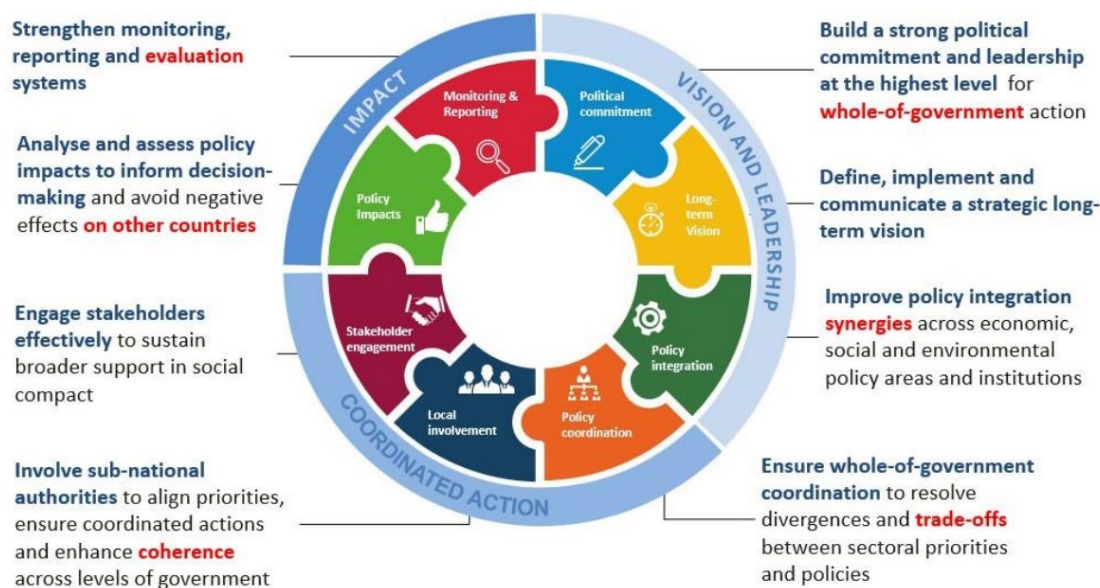 Strengthen monitoring,
reporting and evaluation
systems
Analyse and assess policy
impacts to inform decision-
making and avoid negative
effects on other countries
Engage stakeholders
effectively to sustain
broader support in social
compact
Involve sub-national
authorities to align priorities,
ensure coordinated actions
and enhance coherence
across levels of government
IMPACT
VISION AND LEADERSHIP
COORDINATED ACTION
Monitoring &
Reporting
Political
commitment
Policy
Impacts
Long-
term
Vision
Stakeholder
engagement
Policy
integration
Local
involvement
Policy
coordination
Build a strong political
commitment and leadership
at the highest level for
whole-of-government action
Define, implement and
communicate a strategic long-
term vision
Improve policy integration
synergies across economic,
social and environmental
policy areas and institutions
Ensure whole-of-government
coordination to resolve
divergences and trade-offs
between sectoral priorities
and policies